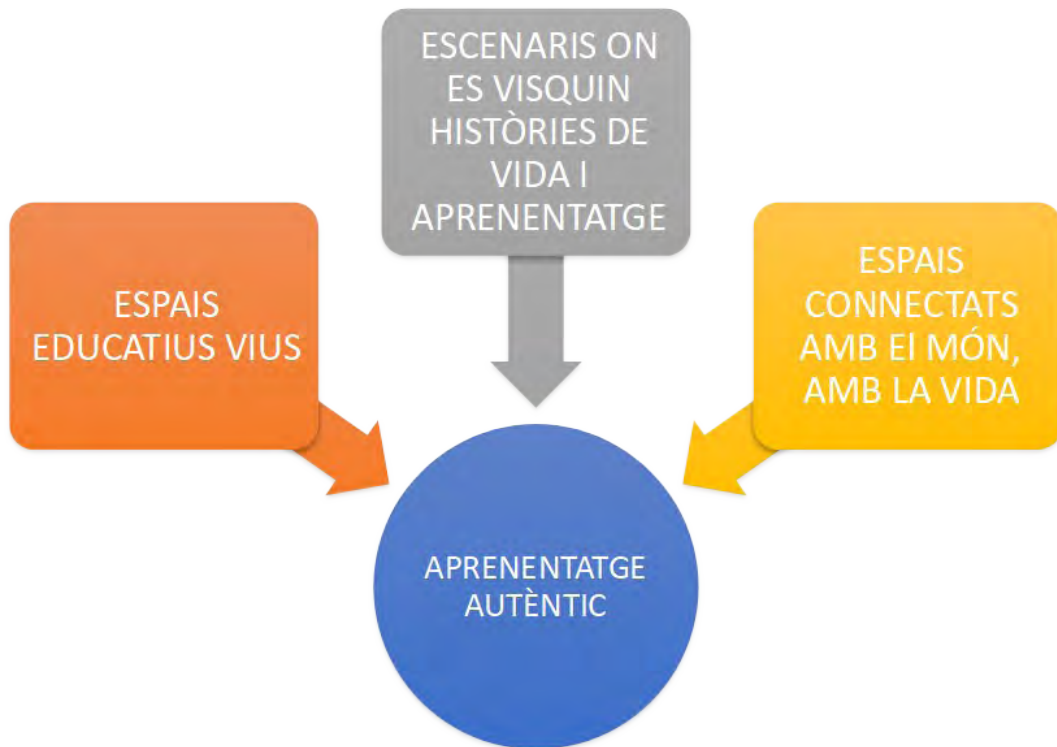 ESCENARIS ON
ES VISQUIN
HISTÒRIES DE
VIDA I
APRENENTATGE
ESPAIS
EDUCATIUS VIUS
ESPAIS
CONNECTATS
AMB El MÓN,
AMB LA VIDA
APRENENTATGE
AUTÈNTIC